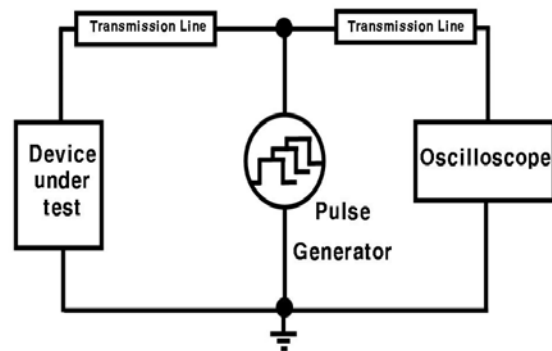 Transmission Line
Transmission Line
Device
under
test
Oscilloscope
Pulse
Generator